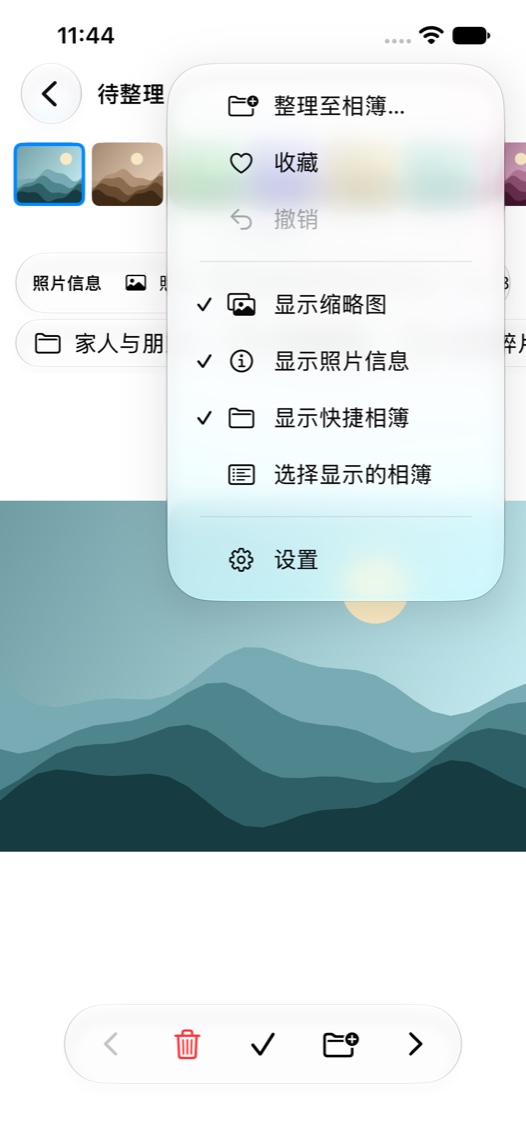 11:44
待整理
整理至相簿...
收藏
撤销
照片信息
家人与朋
显示缩略图
显示照片信息
显示快捷相簿
选择显示的相簿
设置